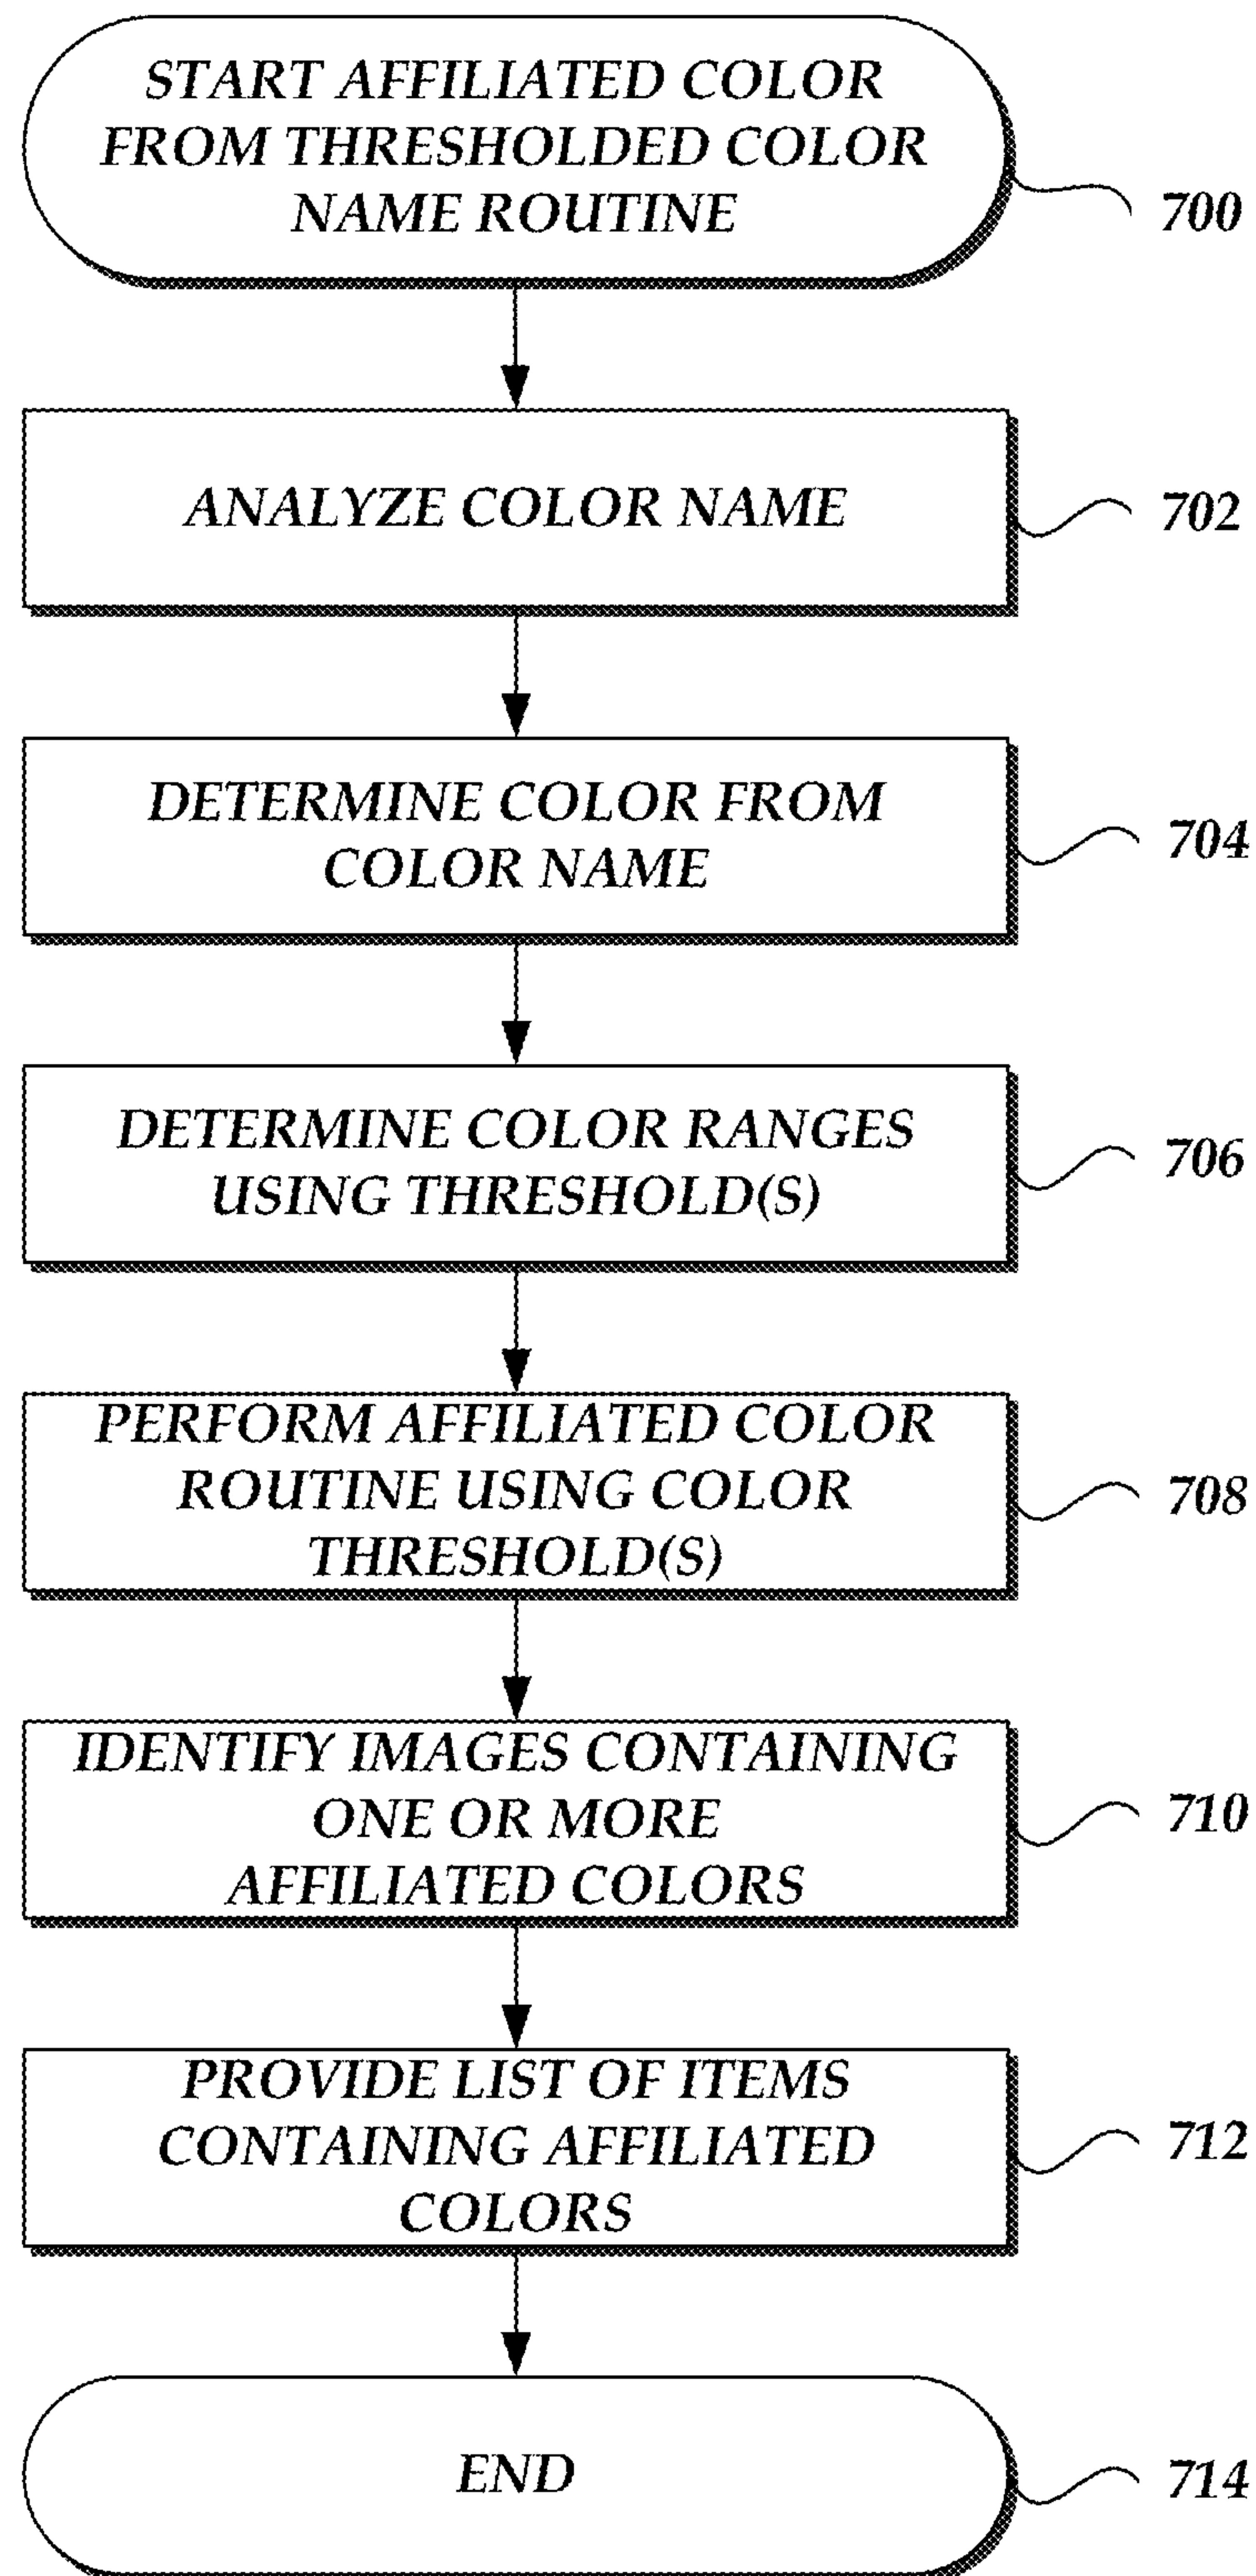 START AFFILIATED COLOR
FROM THRESHOLDED COLOR
NAME ROUTINE
700
ANALYZE COLOR NAME
702
DETERMINE COLOR FROM
COLOR NAME
704
DETERMINE COLOR RANGES
USING THRESHOLD(S)
706
PERFORM AFFILIATED COLOR
ROUTINE USING COLOR
THRESHOLD(S)
708
IDENTIFY IMAGES CONTAINING
ONE OR MORE
AFFILIATED COLORS
710
PROVIDE LIST OF ITEMS
CONTAINING AFFILIATED
COLORS
712
END
714